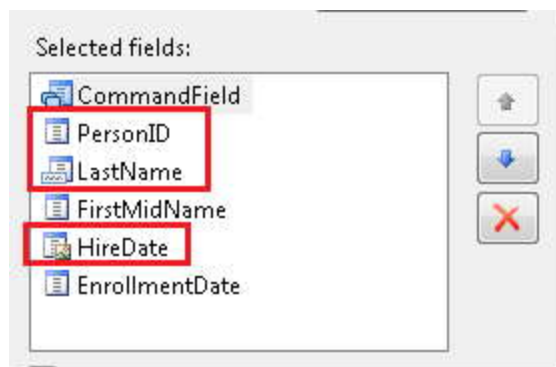 Selected fields:
CommandField
PersonID
LastName
FirstMidName
HireDate
EnrollmentDate